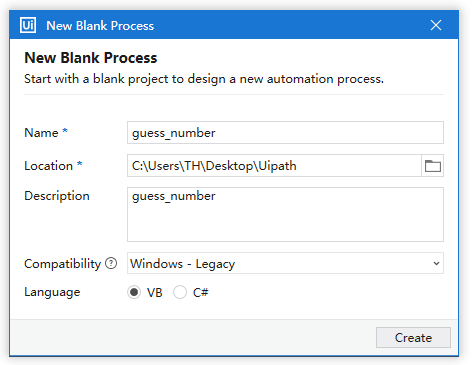 Ui New Blank Process
New Blank Process
Start with a blank project to design a new automation process.
Name * guess_number
Location * C:\Users\TH\Desktop\Uipath
Description guess_number
Compatibility ? Windows - Legacy
Language VB C#
Create